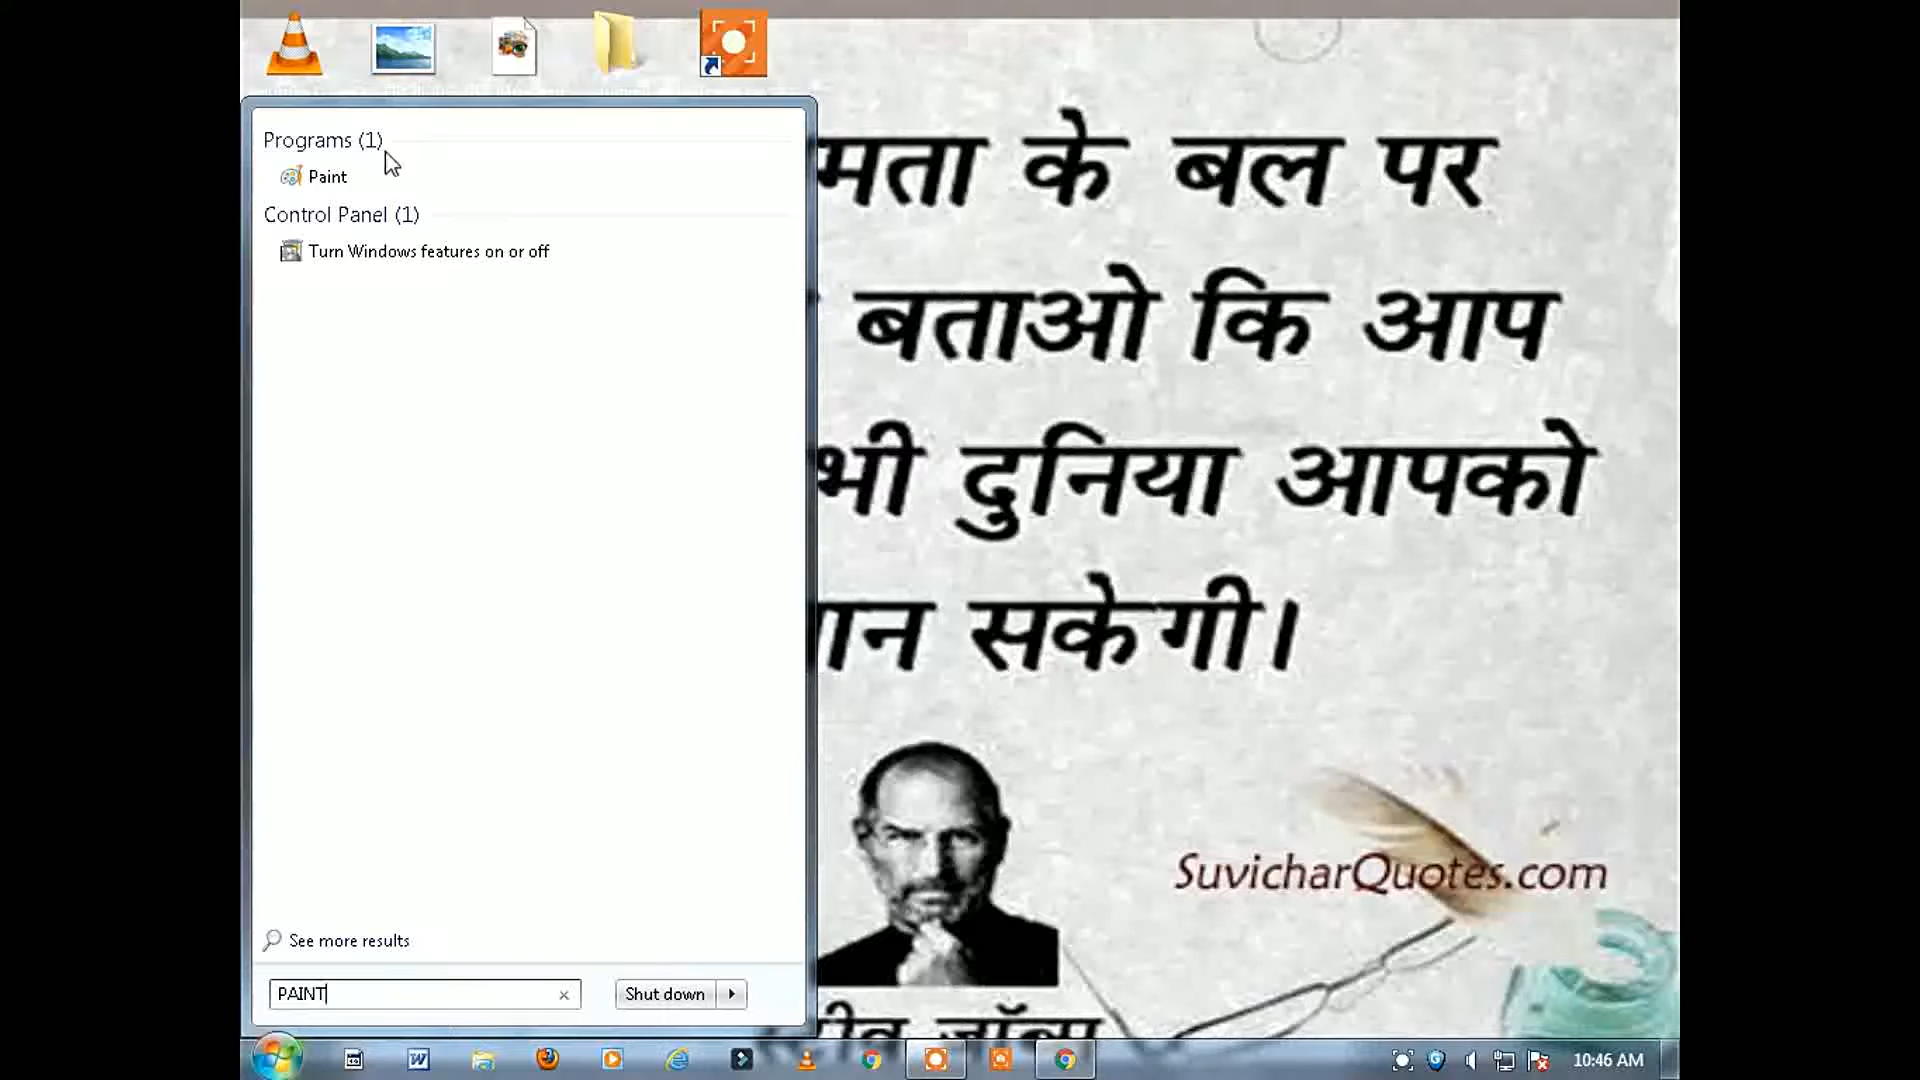 Programs (1)
Paint
Control Panel (1)
Turn Windows features on or off
See more results
PAINT
Shut down
के बल पर
बताओ कि आप
भी दुनिया आपको
सकेगी।
SuvicharQuotes.com
10:46 AM